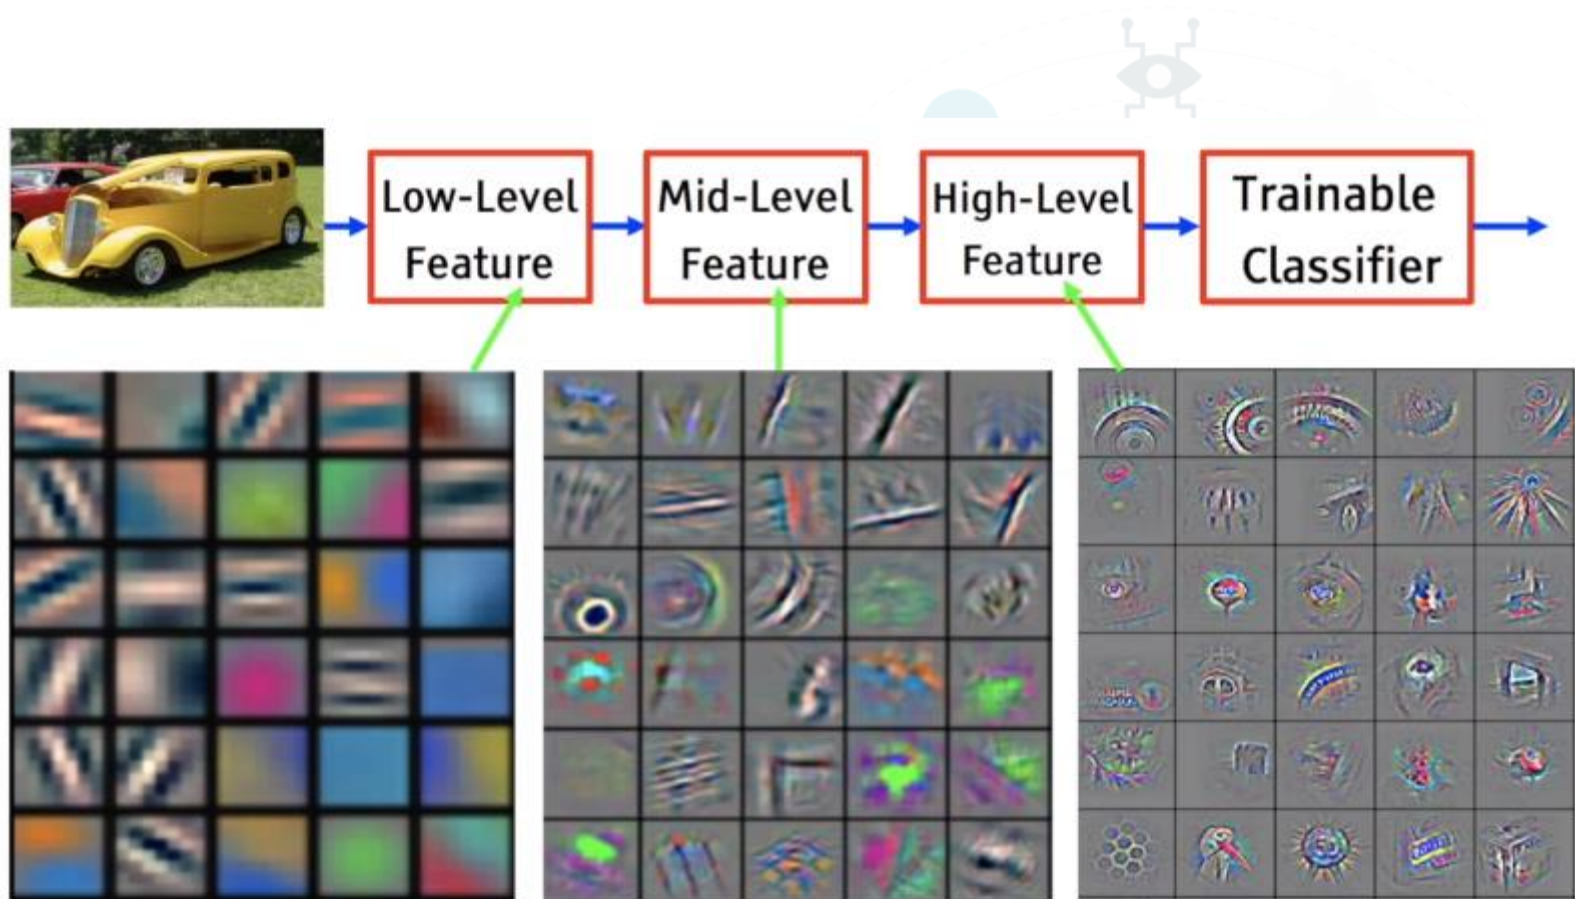 Low-Level
Feature
Mid-Level
Feature
High-Level
Feature
Trainable
Classifier